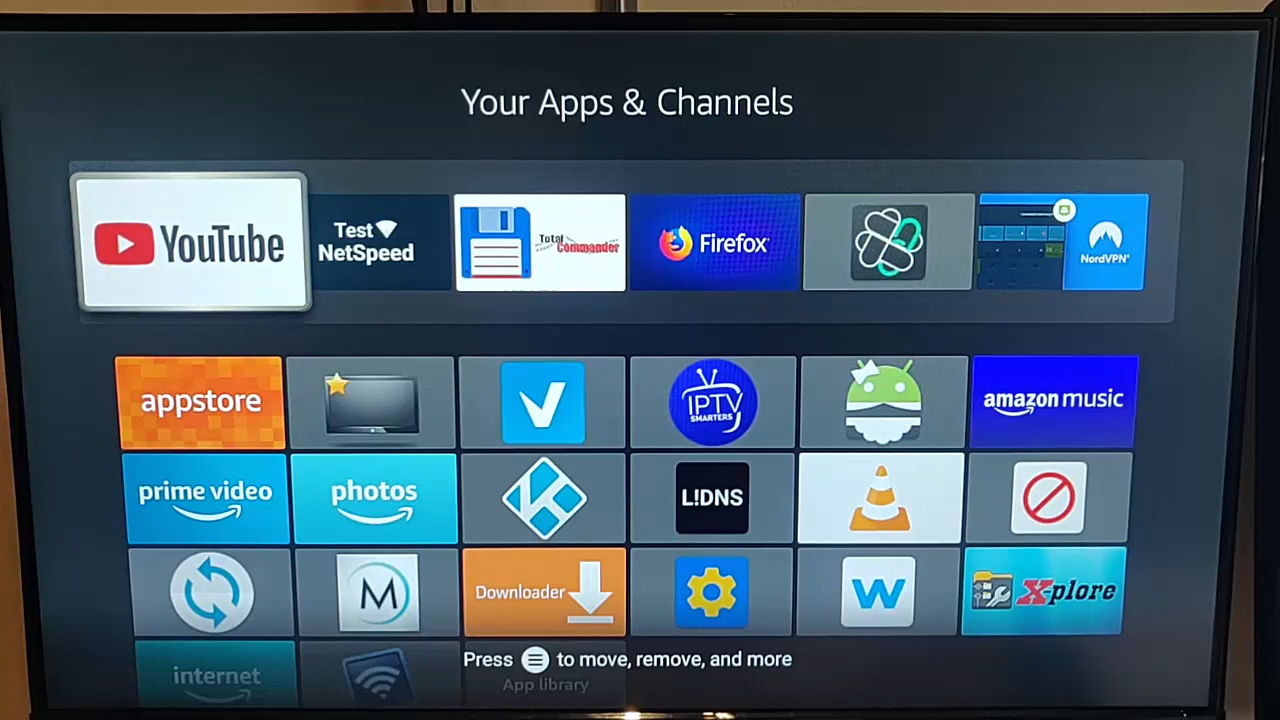 Your Apps & Channels
YouTube
Test
NetSpeed
Total
Commander
Firefox
NordVPN
appstore
IPTV
SMARTERS
amazon music
prime video
photos
L!DNS
M
Downloader
W
X-plore
internet
Press to move, remove, and more
App library